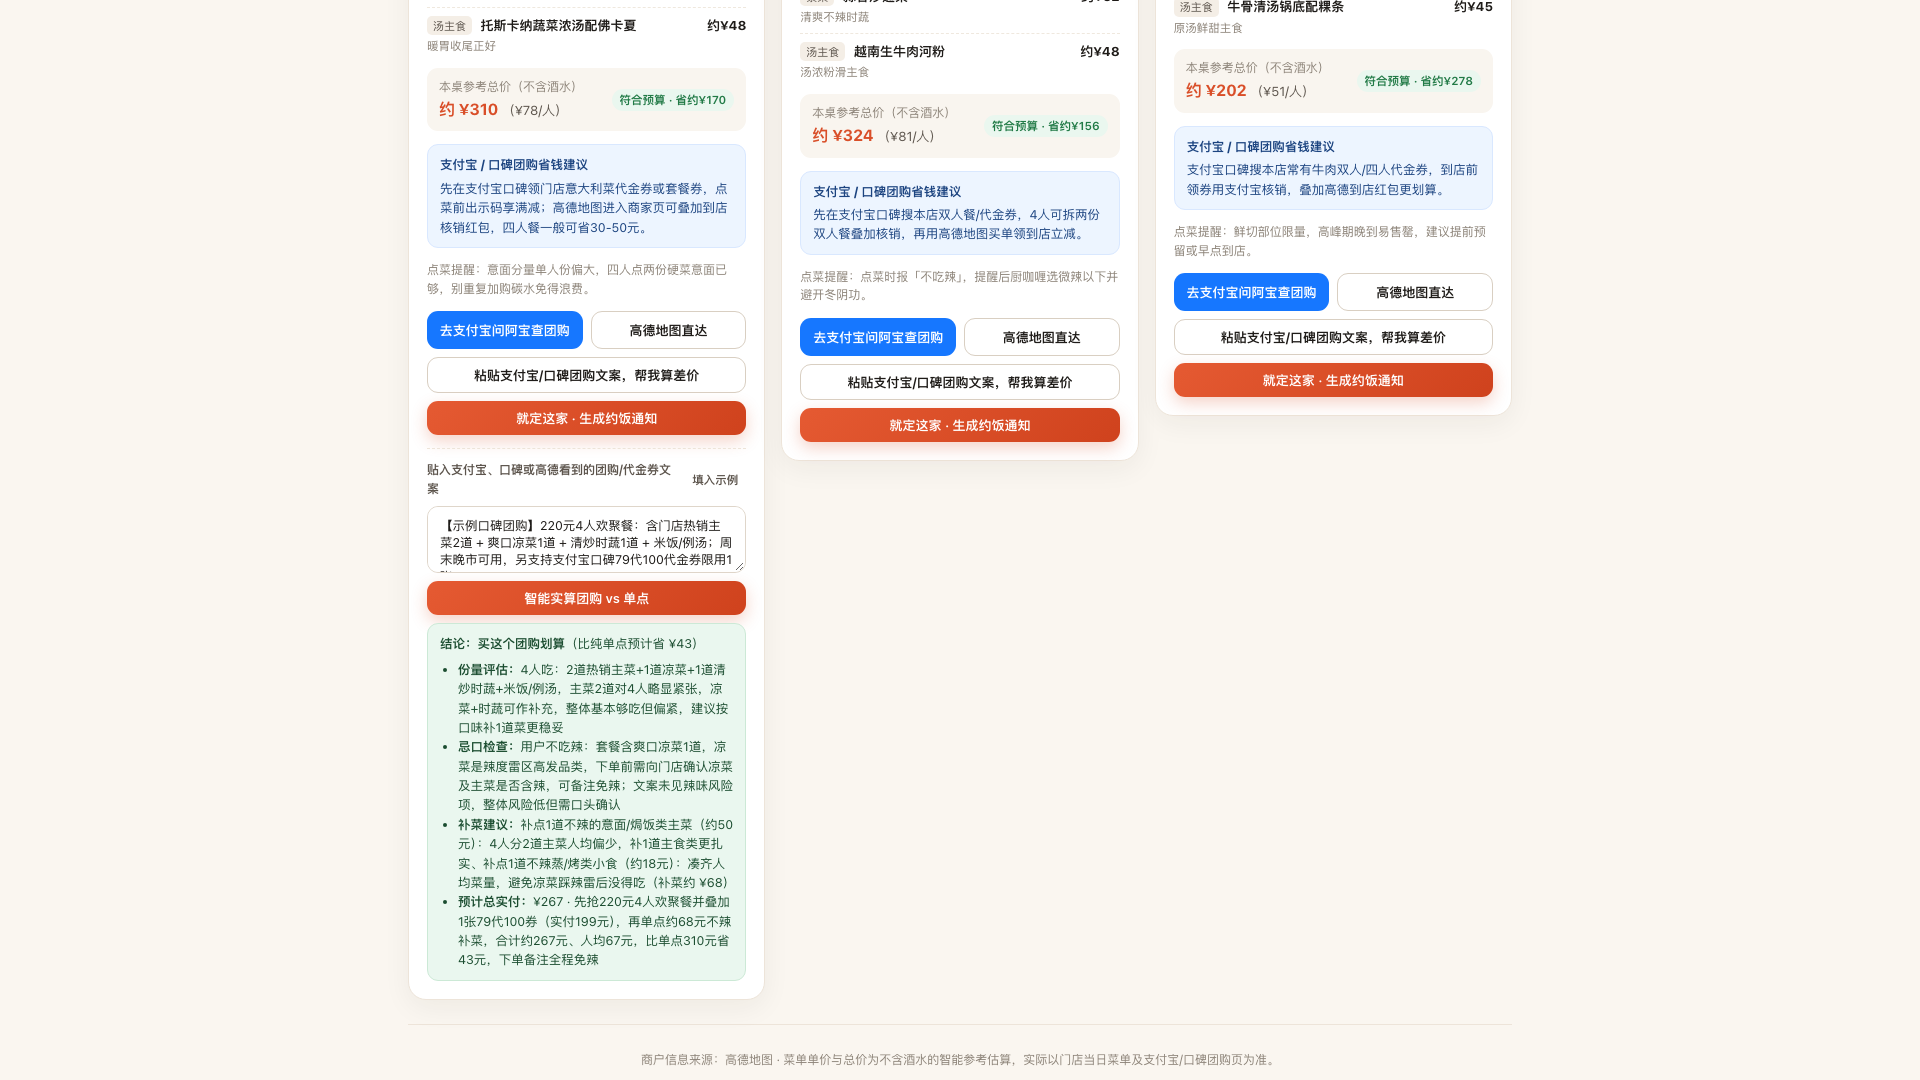 汤主食 托斯卡纳蔬菜浓汤配佛卡夏 约¥48
暖胃收尾正好
本桌参考总价（不含酒水）
约 ¥310 （¥78/人）
符合预算 · 省约¥170
支付宝 / 口碑团购省钱建议
先在支付宝口碑领门店意大利菜代金券或套餐券，点
菜前出示码享满减；高德地图进入商家页可叠加到店
核销红包，四人餐一般可省30-50元。
点菜提醒：意面分量单人份偏大，四人点两份硬菜意面已
够，别重复加购碳水免得浪费。
去支付宝问阿宝查团购 高德地图直达
粘贴支付宝/口碑团购文案，帮我算差价
就定这家 · 生成约饭通知
贴入支付宝、口碑或高德看到的团购/代金券文
案
填入示例
【示例口碑团购】220元4人欢聚餐：含门店热销主
菜2道 + 爽口凉菜1道 + 清炒时蔬1道 + 米饭/例汤；周
末晚市可用，另支持支付宝口碑79代100代金券限用1
智能实算团购 vs 单点
结论：买这个团购划算（比纯单点预计省 ¥43）
• 份量评估：4人吃：2道热销主菜+1道凉菜+1道清
炒时蔬+米饭/例汤，主菜2道对4人略显紧张，凉
菜+时蔬可作补充，整体基本够吃但偏紧，建议按
口味补1道菜更稳妥
• 忌口检查：用户不吃辣：套餐含爽口凉菜1道，凉
菜是辣度雷区高发品类，下单前需向门店确认凉菜
及主菜是否含辣，可备注免辣；文案未见辣味风险
项，整体风险低但需口头确认
• 补菜建议：补点1道不辣的意面/焗饭类主菜（约50
元）：4人分2道主菜人均偏少，补1道主食类更扎
实、补点1道不辣蒸/烤类小食（约18元）：凑齐人
均菜量，避免凉菜踩辣雷后没得吃（补菜约 ¥68）
• 预计总实付：¥267 · 先抢220元4人欢聚餐并叠加
1张79代100券（实付199元），再单点约68元不辣
补菜，合计约267元、人均67元，比单点310元省
43元，下单备注全程免辣
清爽不辣时蔬
汤主食 越南生牛肉河粉 约¥48
汤浓粉滑主食
本桌参考总价（不含酒水）
约 ¥324 （¥81/人）
符合预算 · 省约¥156
支付宝 / 口碑团购省钱建议
先在支付宝口碑搜本店双人餐/代金券，4人可拆两份
双人餐叠加核销，再用高德地图买单领到店立减。
点菜提醒：点菜时报「不吃辣」，提醒后厨咖喱选微辣以下并
避开冬阴功。
去支付宝问阿宝查团购 高德地图直达
粘贴支付宝/口碑团购文案，帮我算差价
就定这家 · 生成约饭通知
汤主食 牛骨清汤锅底配粿条 约¥45
原汤鲜甜主食
本桌参考总价（不含酒水）
约 ¥202 （¥51/人）
符合预算 · 省约¥278
支付宝 / 口碑团购省钱建议
支付宝口碑搜本店常有牛肉双人/四人代金券，到店前
领券用支付宝核销，叠加高德到店红包更划算。
点菜提醒：鲜切部位限量，高峰期晚到易售罄，建议提前预
留或早点到店。
去支付宝问阿宝查团购 高德地图直达
粘贴支付宝/口碑团购文案，帮我算差价
就定这家 · 生成约饭通知
商户信息来源：高德地图 · 菜单单价与总价为不含酒水的智能参考估算，实际以门店当日菜单及支付宝/口碑团购页为准。